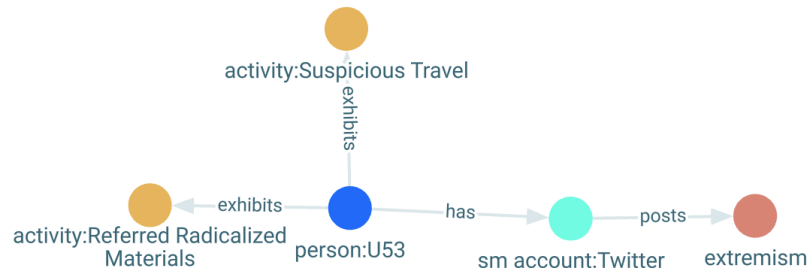 activity:Suspicious Travel
exhibits
exhibits
has
posts
activity:Referred Radicalized
Materials
person:U53
sm account:Twitter
extremism